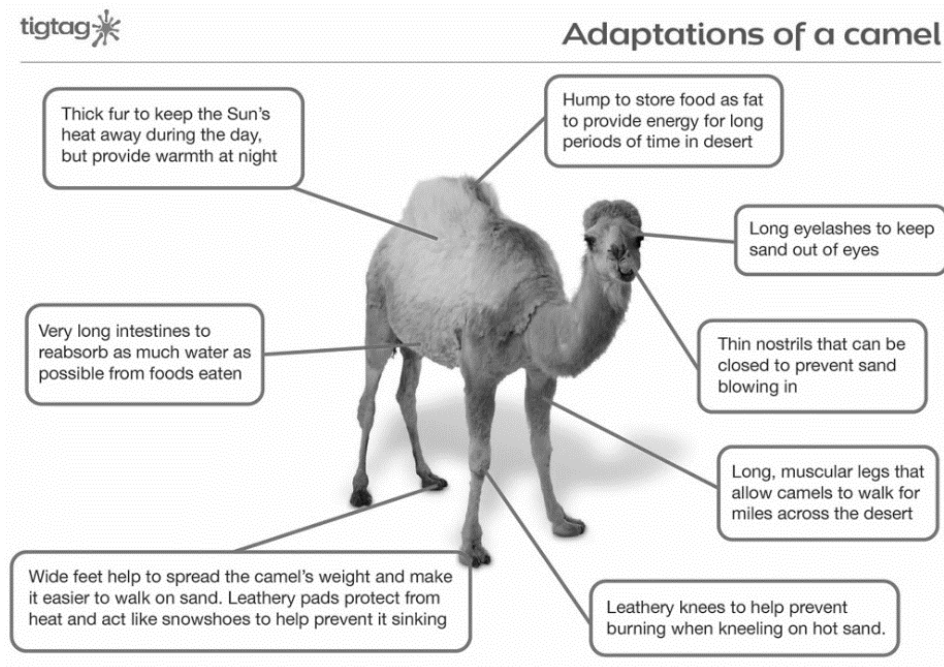 tigtag
Adaptations of a camel
Thick fur to keep the Sun's
heat away during the day,
but provide warmth at night
Hump to store food as fat
to provide energy for long
periods of time in desert
Long eyelashes to keep
sand out of eyes
Very long intestines to
reabsorb as much water as
possible from foods eaten
Thin nostrils that can be
closed to prevent sand
blowing in
Long, muscular legs that
allow camels to walk for
miles across the desert
Wide feet help to spread the camel's weight and make
it easier to walk on sand. Leathery pads protect from
heat and act like snowshoes to help prevent it sinking
Leathery knees to help prevent
burning when kneeling on hot sand.